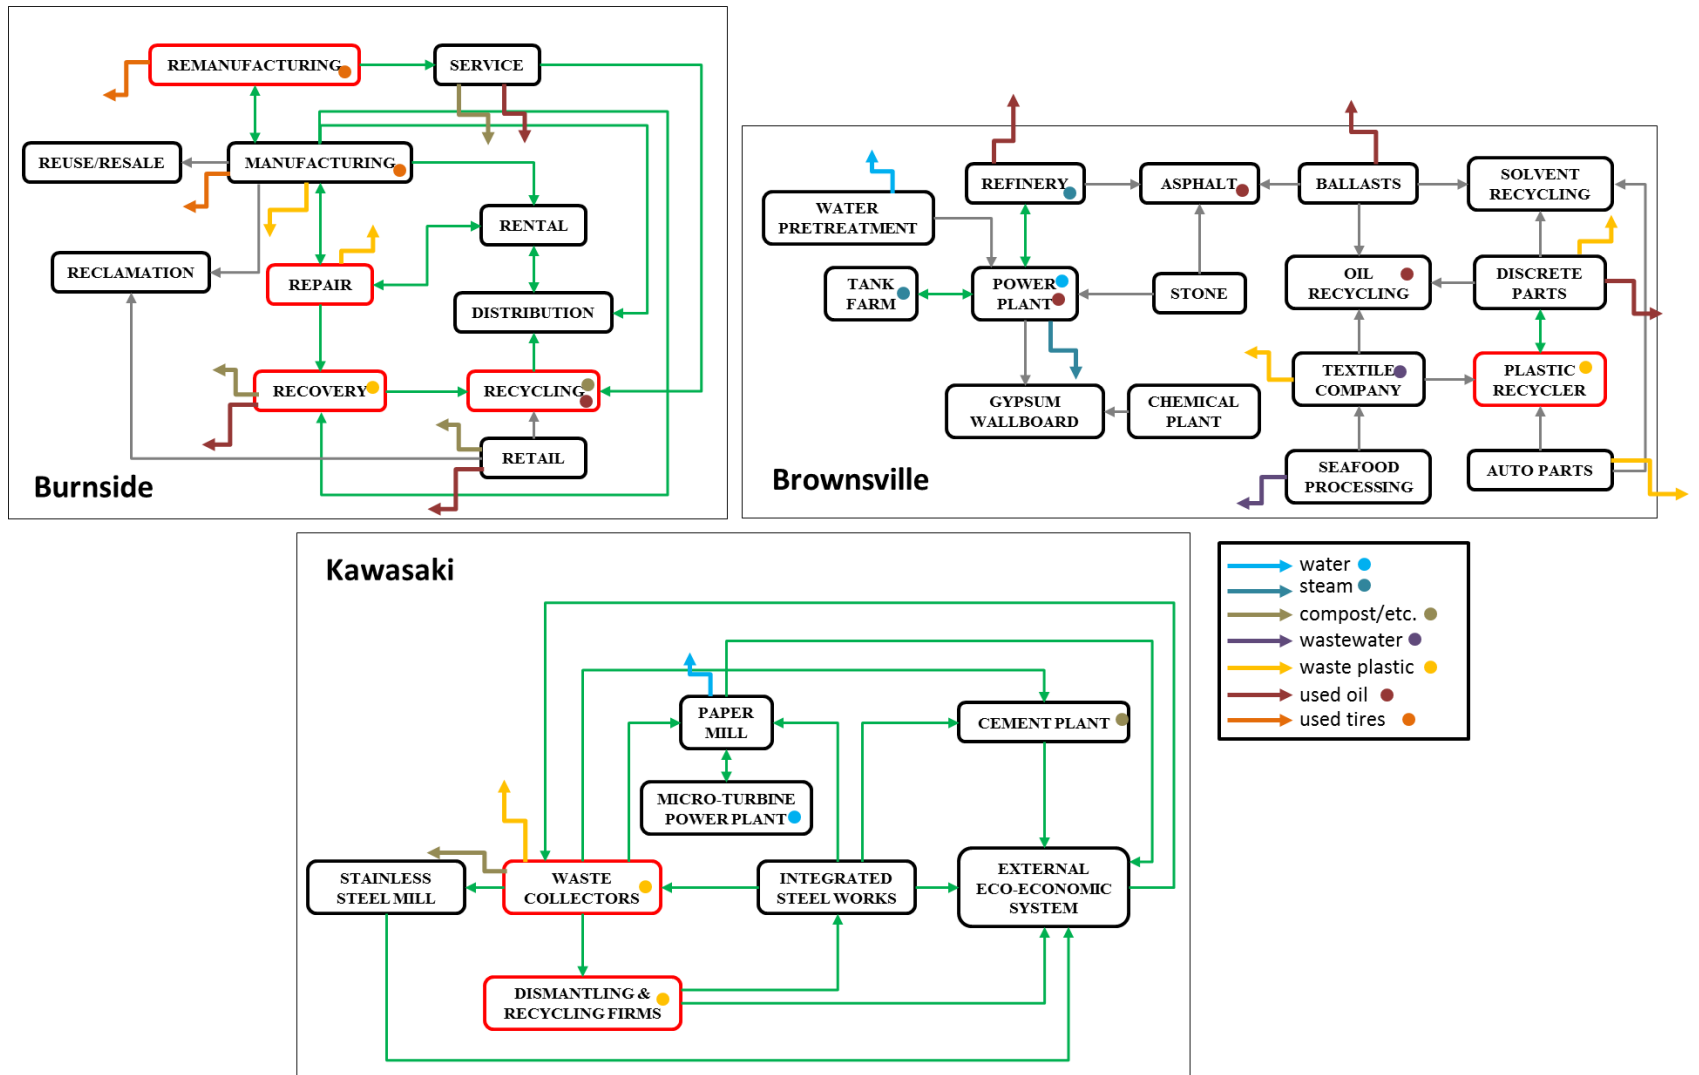 REMANUFACTURING
SERVICE
REUSE/RESALE
MANUFACTURING
RENTAL
RECLAMATION
REPAIR
DISTRIBUTION
RECOVERY
RECYCLING
RETAIL
Burnside
REFINERY
ASPHALT
BALLASTS
SOLVENT
RECYCLING
WATER
PRETREATMENT
TANK
FARM
POWER
PLANT
STONE
OIL
RECYCLING
DISCRETE
PARTS
TEXTILE
COMPANY
PLASTIC
RECYCLER
GYPSUM
WALLBOARD
CHEMICAL
PLANT
SEAFOOD
PROCESSING
AUTO PARTS
Brownsville
Kawasaki
PAPER
MILL
CEMENT PLANT
MICRO-TURBINE
POWER PLANT
STAINLESS
STEEL MILL
WASTE
COLLECTORS
INTEGRATED
STEEL WORKS
EXTERNAL
ECO-ECONOMIC
SYSTEM
DISMANTLING &
RECYCLING FIRMS
water
steam
compost/etc.
wastewater
waste plastic
used oil
used tires